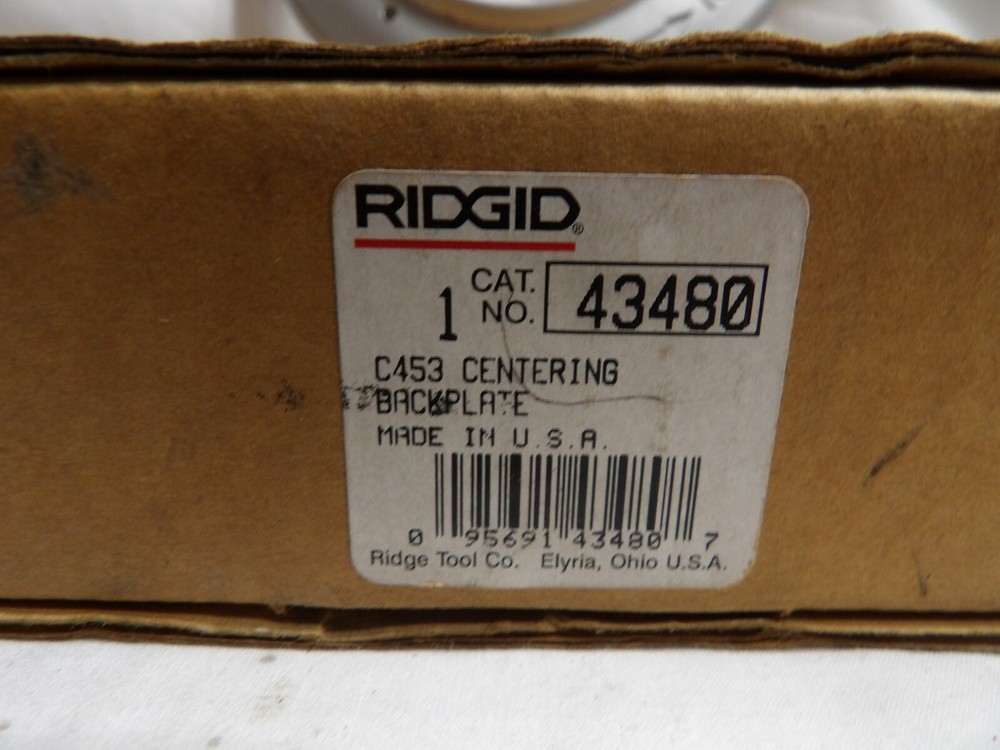 RIDGID®
1 CAT. NO. 43480
C453 CENTERING
BACKPLATE
MADE IN U.S.A.
0 95691 43480 7
Ridge Tool Co. Elyria, Ohio U.S.A.